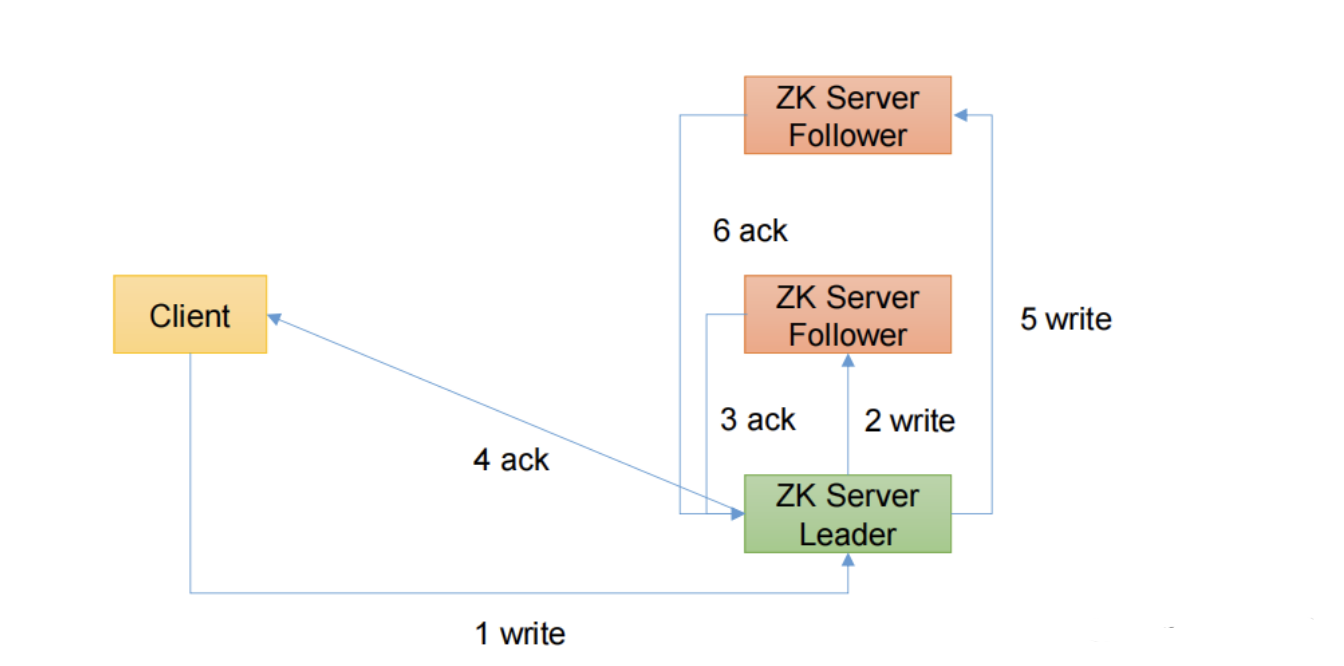 ZK Server
Follower
6 ack
Client
ZK Server
Follower
5 write
3 ack
2 write
4 ack
ZK Server
Leader
1 write